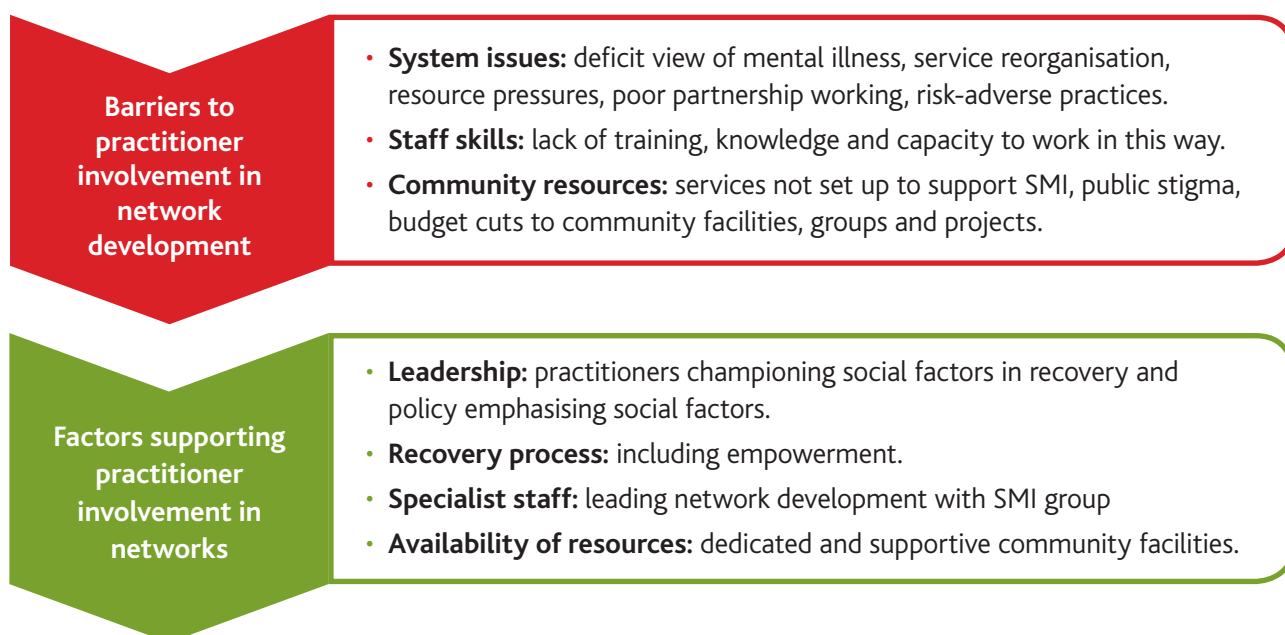 Barriers to
practitioner
involvement in
network
development
• System issues: deficit view of mental illness, service reorganisation,
resource pressures, poor partnership working, risk-adverse practices.
• Staff skills: lack of training, knowledge and capacity to work in this way.
• Community resources: services not set up to support SMI, public stigma,
budget cuts to community facilities, groups and projects.
Factors supporting
practitioner
involvement in
networks
• Leadership: practitioners championing social factors in recovery and
policy emphasising social factors.
• Recovery process: including empowerment.
• Specialist staff: leading network development with SMI group
• Availability of resources: dedicated and supportive community facilities.